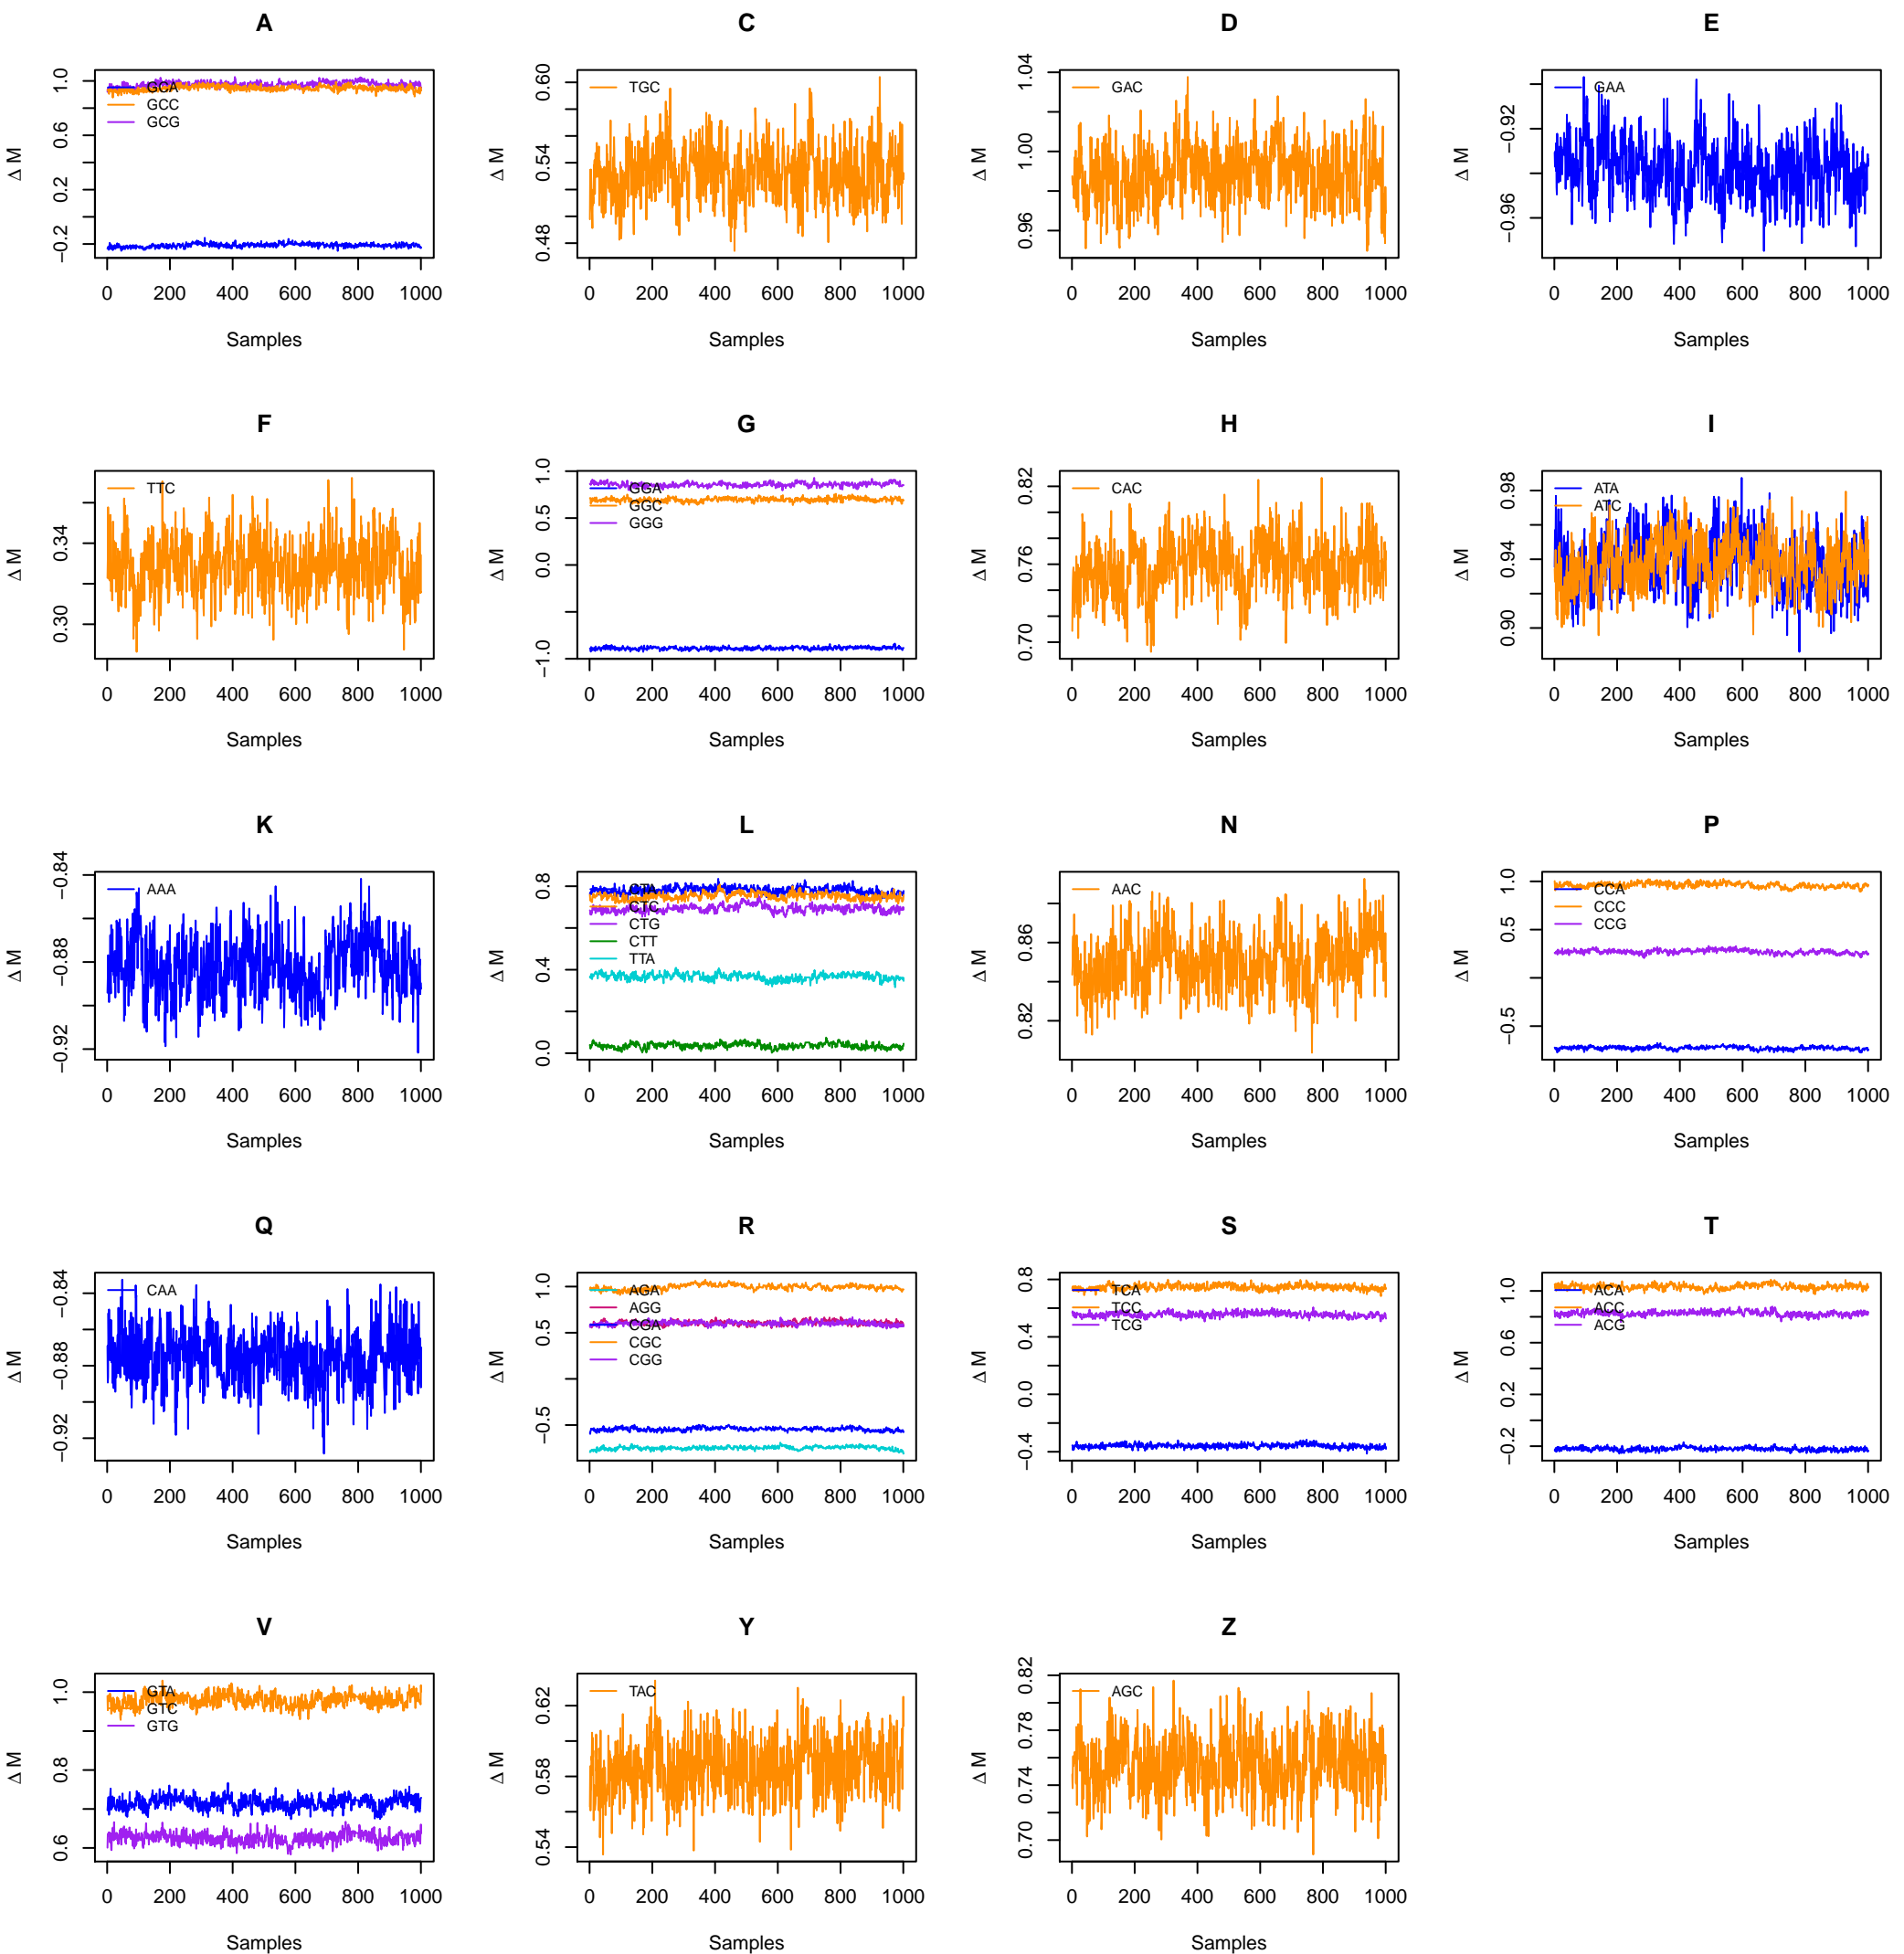 A
C
D
E
Δ M
1.0
0.6
0.2
−0.2
GCA
GCC
GCG
0 200 400 600 800 1000
Samples
Δ M
0.60
0.54
0.48
TGC
0 200 400 600 800 1000
Samples
Δ M
1.04
1.00
0.96
GAC
0 200 400 600 800 1000
Samples
Δ M
−0.92
−0.96
GAA
0 200 400 600 800 1000
Samples
F
G
H
I
Δ M
0.34
0.30
TTC
0 200 400 600 800 1000
Samples
Δ M
1.0
0.5
0.0
−1.0
GGA
GGC
GGG
0 200 400 600 800 1000
Samples
Δ M
0.82
0.76
0.70
CAC
0 200 400 600 800 1000
Samples
Δ M
0.98
0.94
0.90
ATA
ATC
0 200 400 600 800 1000
Samples
K
L
N
P
Δ M
−0.84
−0.88
−0.92
AAA
0 200 400 600 800 1000
Samples
Δ M
0.8
0.4
0.0
CTA
CTC
CTG
CTT
TTA
0 200 400 600 800 1000
Samples
Δ M
0.86
0.82
AAC
0 200 400 600 800 1000
Samples
Δ M
1.0
0.5
−0.5
CCA
CCC
CCG
0 200 400 600 800 1000
Samples
Q
R
S
T
Δ M
−0.84
−0.88
−0.92
CAA
0 200 400 600 800 1000
Samples
Δ M
1.0
0.5
−0.5
AGA
AGG
CGA
CGC
CGG
0 200 400 600 800 1000
Samples
Δ M
0.8
0.4
0.0
−0.4
TCA
TCC
TCG
0 200 400 600 800 1000
Samples
Δ M
1.0
0.6
0.2
−0.2
ACA
ACC
ACG
0 200 400 600 800 1000
Samples
V
Y
Z
Δ M
1.0
0.8
0.6
GTA
GTC
GTG
0 200 400 600 800 1000
Samples
Δ M
0.62
0.58
0.54
TAC
0 200 400 600 800 1000
Samples
Δ M
0.82
0.78
0.74
0.70
AGC
0 200 400 600 800 1000
Samples